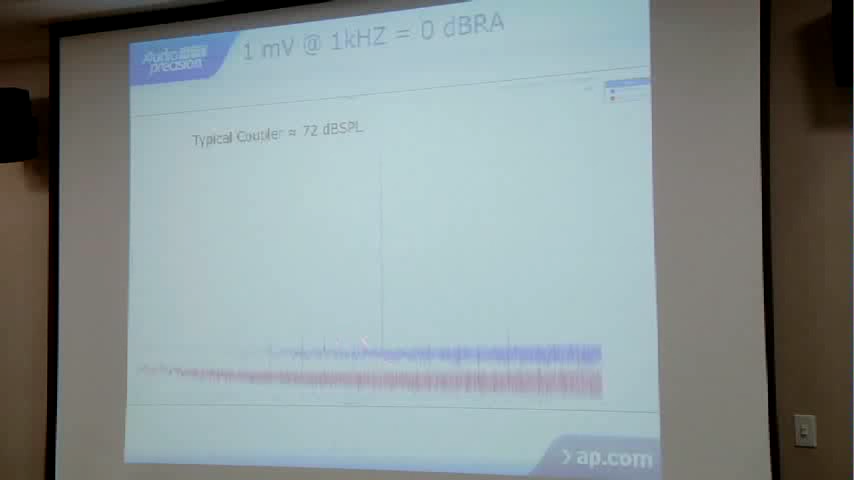 Audio
precision
1 mV @ 1kHZ = 0 dBRA
Typical Coupler ≈ 72 dBSPL
ap.com